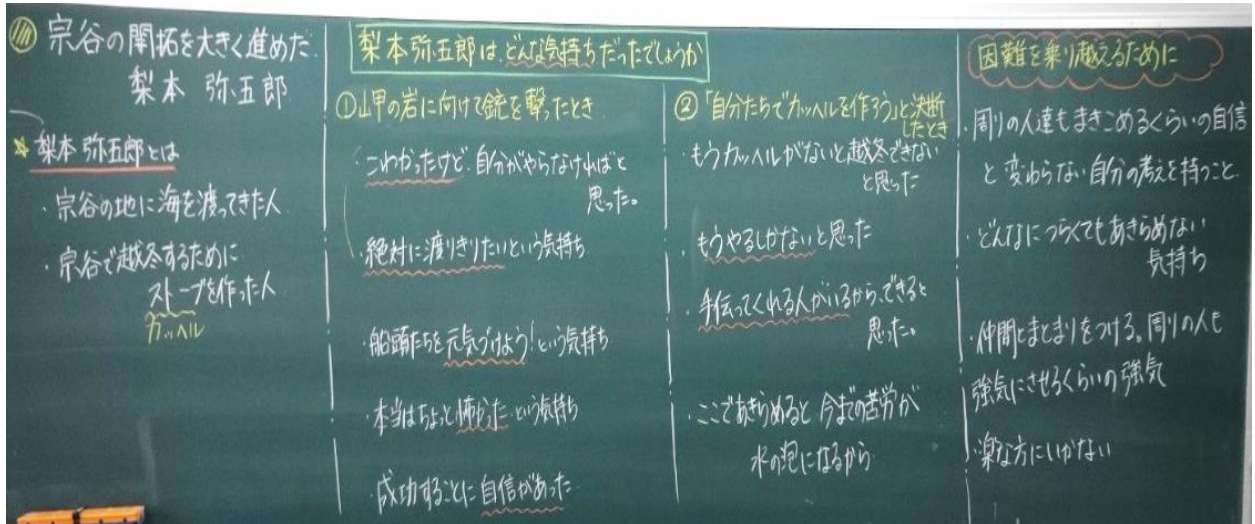 宗谷の開拓を大きく進めた
梨本 弥五郎
梨本弥五郎とは
・宗谷の地に海を渡ってきた人
・宗谷で越冬するために
ストーブを作った人
カッヘル
梨本弥五郎は、どんな気持ちだったでしょうか
①山甲の岩に向けて銃を撃ったとき
・こわかったけど、自分がやらなければと
思った。
・絶対に渡りきりたいという気持ち
・船頭たちを元気づけよう!という気持ち
・本当はちょっと怖かったという気持ち
・成功することに自信があった
②「自分たちでカッヘルを作ろう」と決断
したとき
・もうカッヘルがないと越冬できない
と思った
・もうやるしかないと思った
・手伝ってくれる人がいるから、できると
思った。
・ここであきらめると今までの苦労が
水の泡になるから
困難を乗り越えるために
・周りの人達もまきこめるくらいの自信
と変わらない自分の考えを持つこと
・どんなにつらくてもあきらめない
気持ち
・仲間とまとまりをつける。周りの人も
強気にさせるくらいの強気
・楽な方にいかない